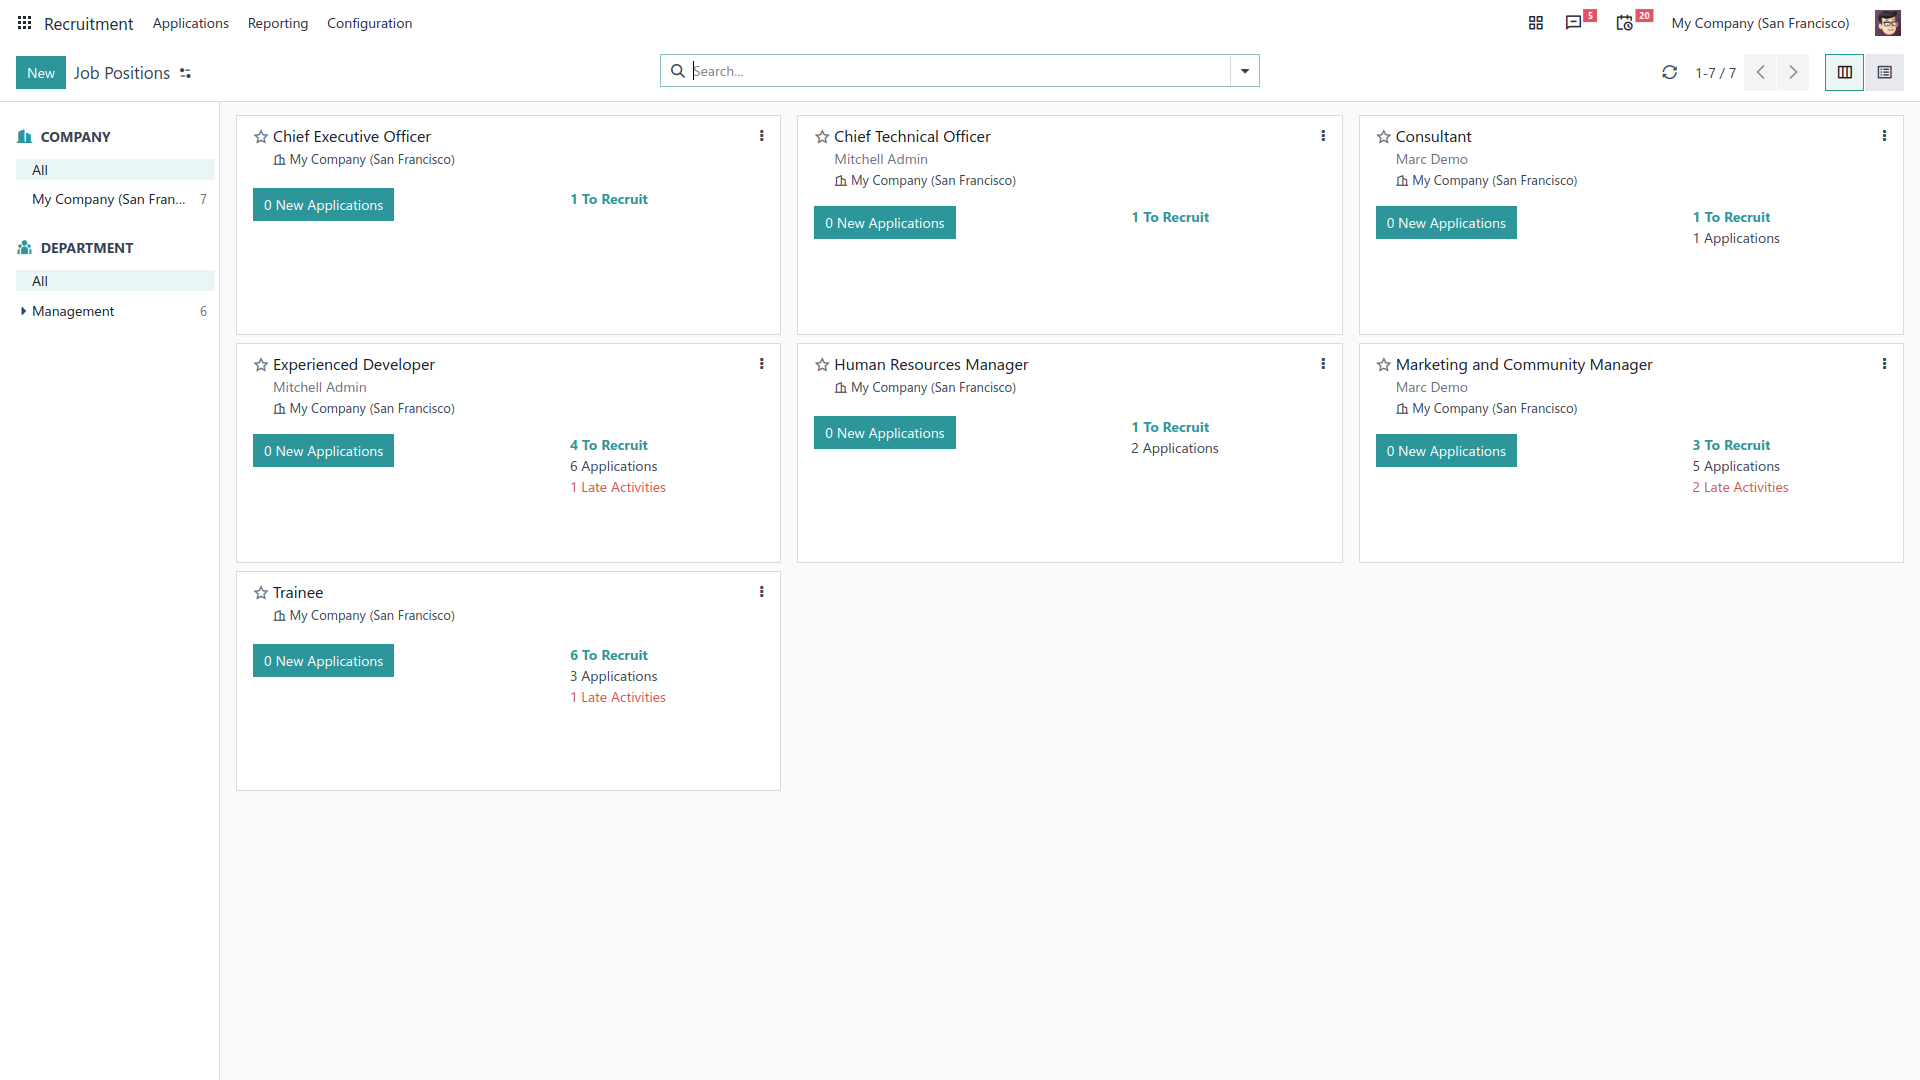 Recruitment Applications Reporting Configuration 5 20 My Company (San Francisco)
New Job Positions Search... 1-7 / 7
COMPANY
All
My Company (San Fran... 7
DEPARTMENT
All
Management 6
Chief Executive Officer
My Company (San Francisco)
0 New Applications
1 To Recruit
Chief Technical Officer
Mitchell Admin
My Company (San Francisco)
0 New Applications
1 To Recruit
Consultant
Marc Demo
My Company (San Francisco)
0 New Applications
1 To Recruit
1 Applications
Experienced Developer
Mitchell Admin
My Company (San Francisco)
0 New Applications
4 To Recruit
6 Applications
1 Late Activities
Human Resources Manager
My Company (San Francisco)
0 New Applications
1 To Recruit
2 Applications
Marketing and Community Manager
Marc Demo
My Company (San Francisco)
0 New Applications
3 To Recruit
5 Applications
2 Late Activities
Trainee
My Company (San Francisco)
0 New Applications
6 To Recruit
3 Applications
1 Late Activities